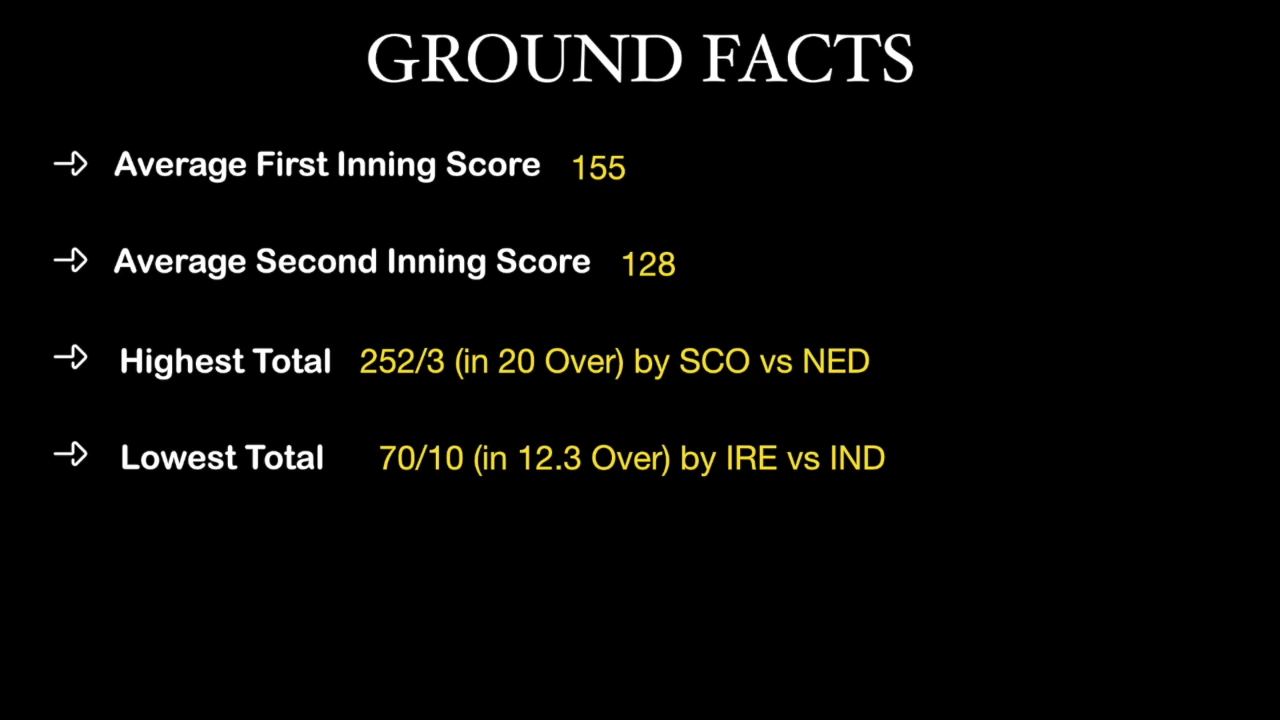 GROUND FACTS
Average First Inning Score 155
Average Second Inning Score 128
Highest Total 252/3 (in 20 Over) by SCO vs NED
Lowest Total 70/10 (in 12.3 Over) by IRE vs IND